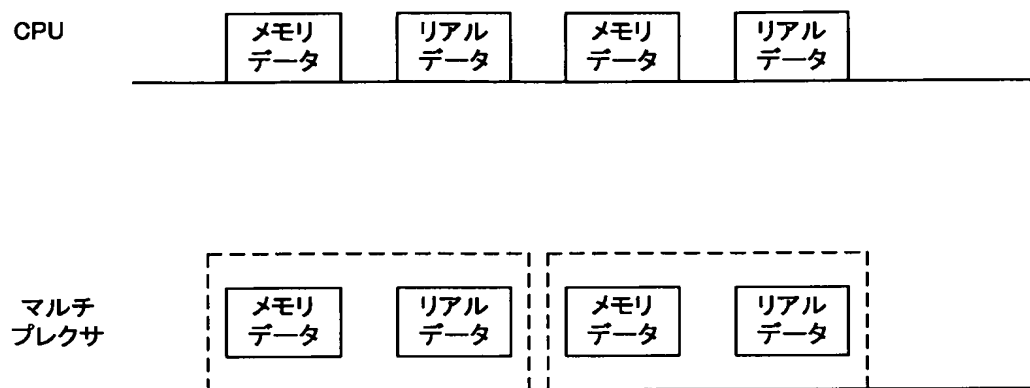 CPU
メモリ
データ
リアル
データ
メモリ
データ
リアル
データ
マルチ
プレクサ
メモリ
データ
リアル
データ
メモリ
データ
リアル
データ